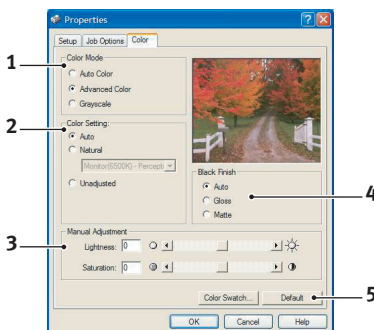 Properties
Setup Job Options Color
1
Color Mode
Auto Color
Advanced Color
Grayscale
2
Color Setting:
Auto
Natural
Monitor(6500K) - Percepti
Unadjusted
Black Finish
Auto
Gloss
Matte
4
3
Manual Adjustment
Lightness: 0
Saturation: 0
Color Swatch... Default
5
OK Cancel Help